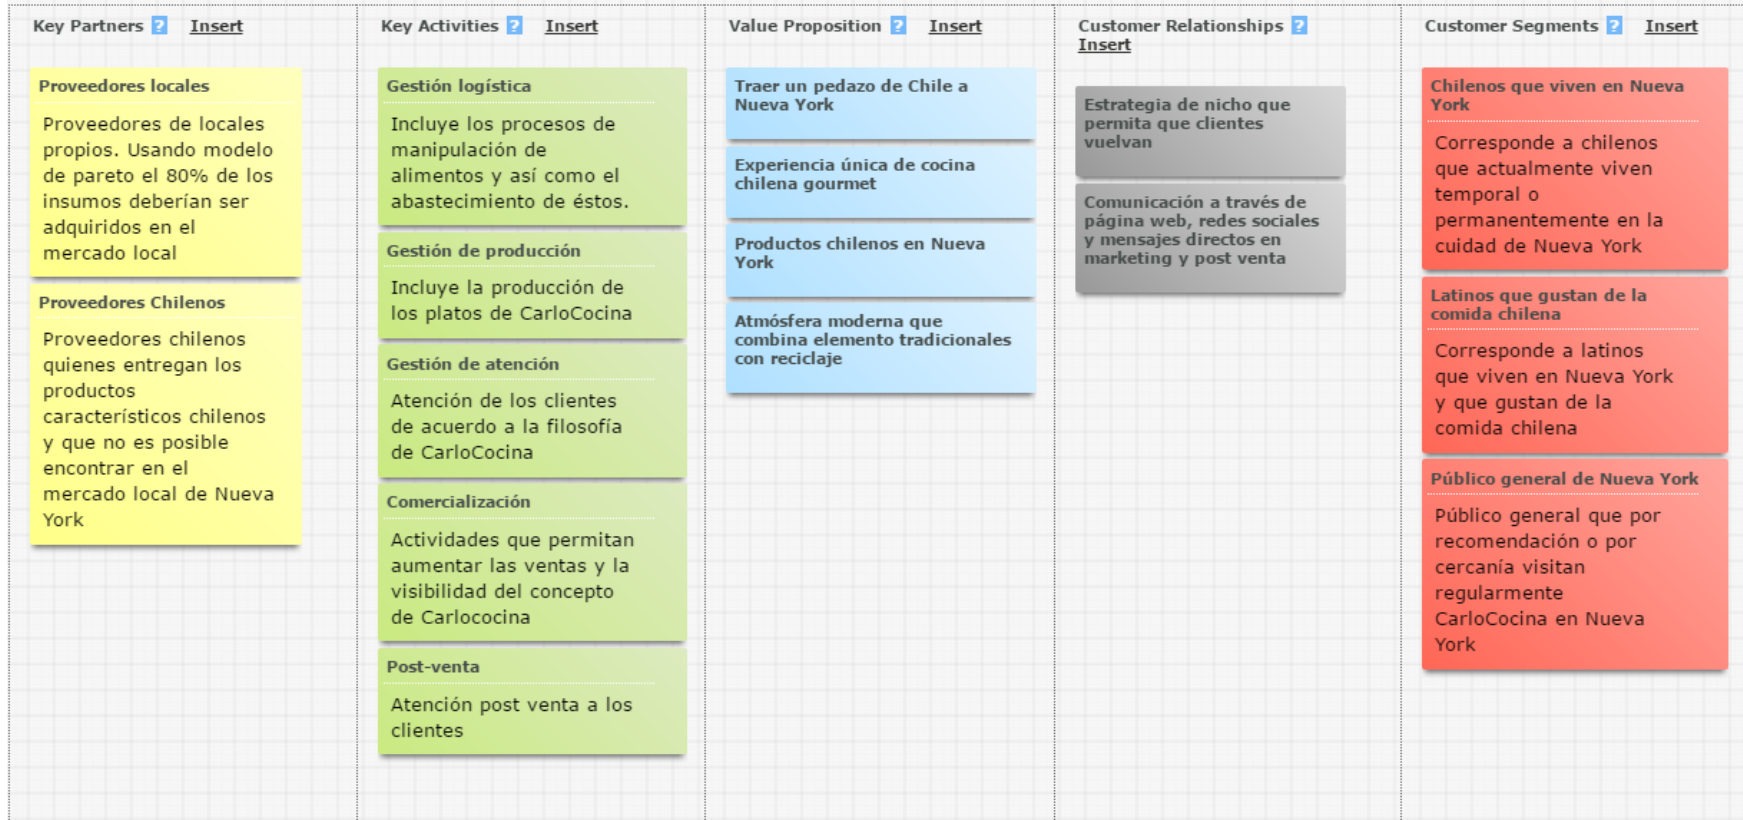 Key Partners ? Insert
Proveedores locales
Proveedores de locales
propios. Usando modelo
de pareto el 80% de los
insumos deberían ser
adquiridos en el
mercado local
Proveedores Chilenos
Proveedores chilenos
quienes entregan los
productos
característicos chilenos
y que no es posible
encontrar en el
mercado local de Nueva
York
Key Activities ? Insert
Gestión logística
Incluye los procesos de
manipulación de
alimentos y así como el
abastecimiento de éstos.
Gestión de producción
Incluye la producción de
los platos de CarloCocina
Gestión de atención
Atención de los clientes
de acuerdo a la filosofía
de CarloCocina
Comercialización
Actividades que permitan
aumentar las ventas y la
visibilidad del concepto
de Carlococina
Post-venta
Atención post venta a los
clientes
Value Proposition ? Insert
Traer un pedazo de Chile a
Nueva York
Experiencia única de cocina
chilena gourmet
Productos chilenos en Nueva
York
Atmósfera moderna que
combina elemento tradicionales
con reciclaje
Customer Relationships ?
Insert
Estrategia de nicho que
permita que clientes
vuelvan
Comunicación a través de
página web, redes sociales
y mensajes directos en
marketing y post venta
Customer Segments ? Insert
Chilenos que viven en Nueva
York
Corresponde a chilenos
que actualmente viven
temporal o
permanentemente en la
cuidad de Nueva York
Latinos que gustan de la
comida chilena
Corresponde a latinos
que viven en Nueva York
y que gustan de la
comida chilena
Público general de Nueva York
Público general que por
recomendación o por
cercanía visitan
regularmente
CarloCocina en Nueva
York